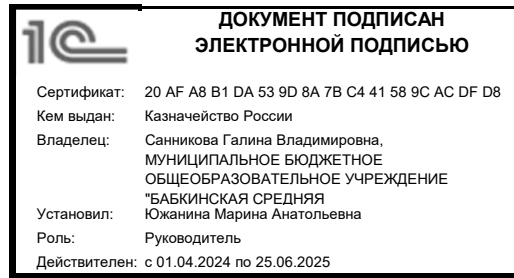 1С
ДОКУМЕНТ ПОДПИСАН
ЭЛЕКТРОННОЙ ПОДПИСЬЮ
Сертификат: 20 AF A8 B1 DA 53 9D 8A 7B C4 41 58 9C AC DF D8
Кем выдан: Казначейство России
Владелец: Санникова Галина Владимировна,
МУНИЦИПАЛЬНОЕ БЮДЖЕТНОЕ
ОБЩЕОБРАЗОВАТЕЛЬНОЕ УЧРЕЖДЕНИЕ
"БАБКИНСКАЯ СРЕДНЯЯ
Установил: Южанина Марина Анатольевна
Роль: Руководитель
Действителен: с 01.04.2024 по 25.06.2025